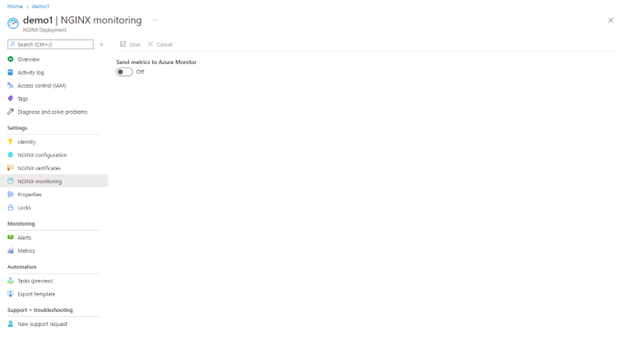 Home > demo1
demo1 | NGINX monitoring ...
NGINX Deployment
Search (Ctrl+/) «
Save Cancel
Overview
Activity log
Access control (IAM)
Tags
Diagnose and solve problems
Settings
Identity
NGINX configuration
NGINX certificates
NGINX monitoring
Properties
Locks
Monitoring
Alerts
Metrics
Automation
Tasks (preview)
Export template
Support + troubleshooting
New support request
Send metrics to Azure Monitor
Off